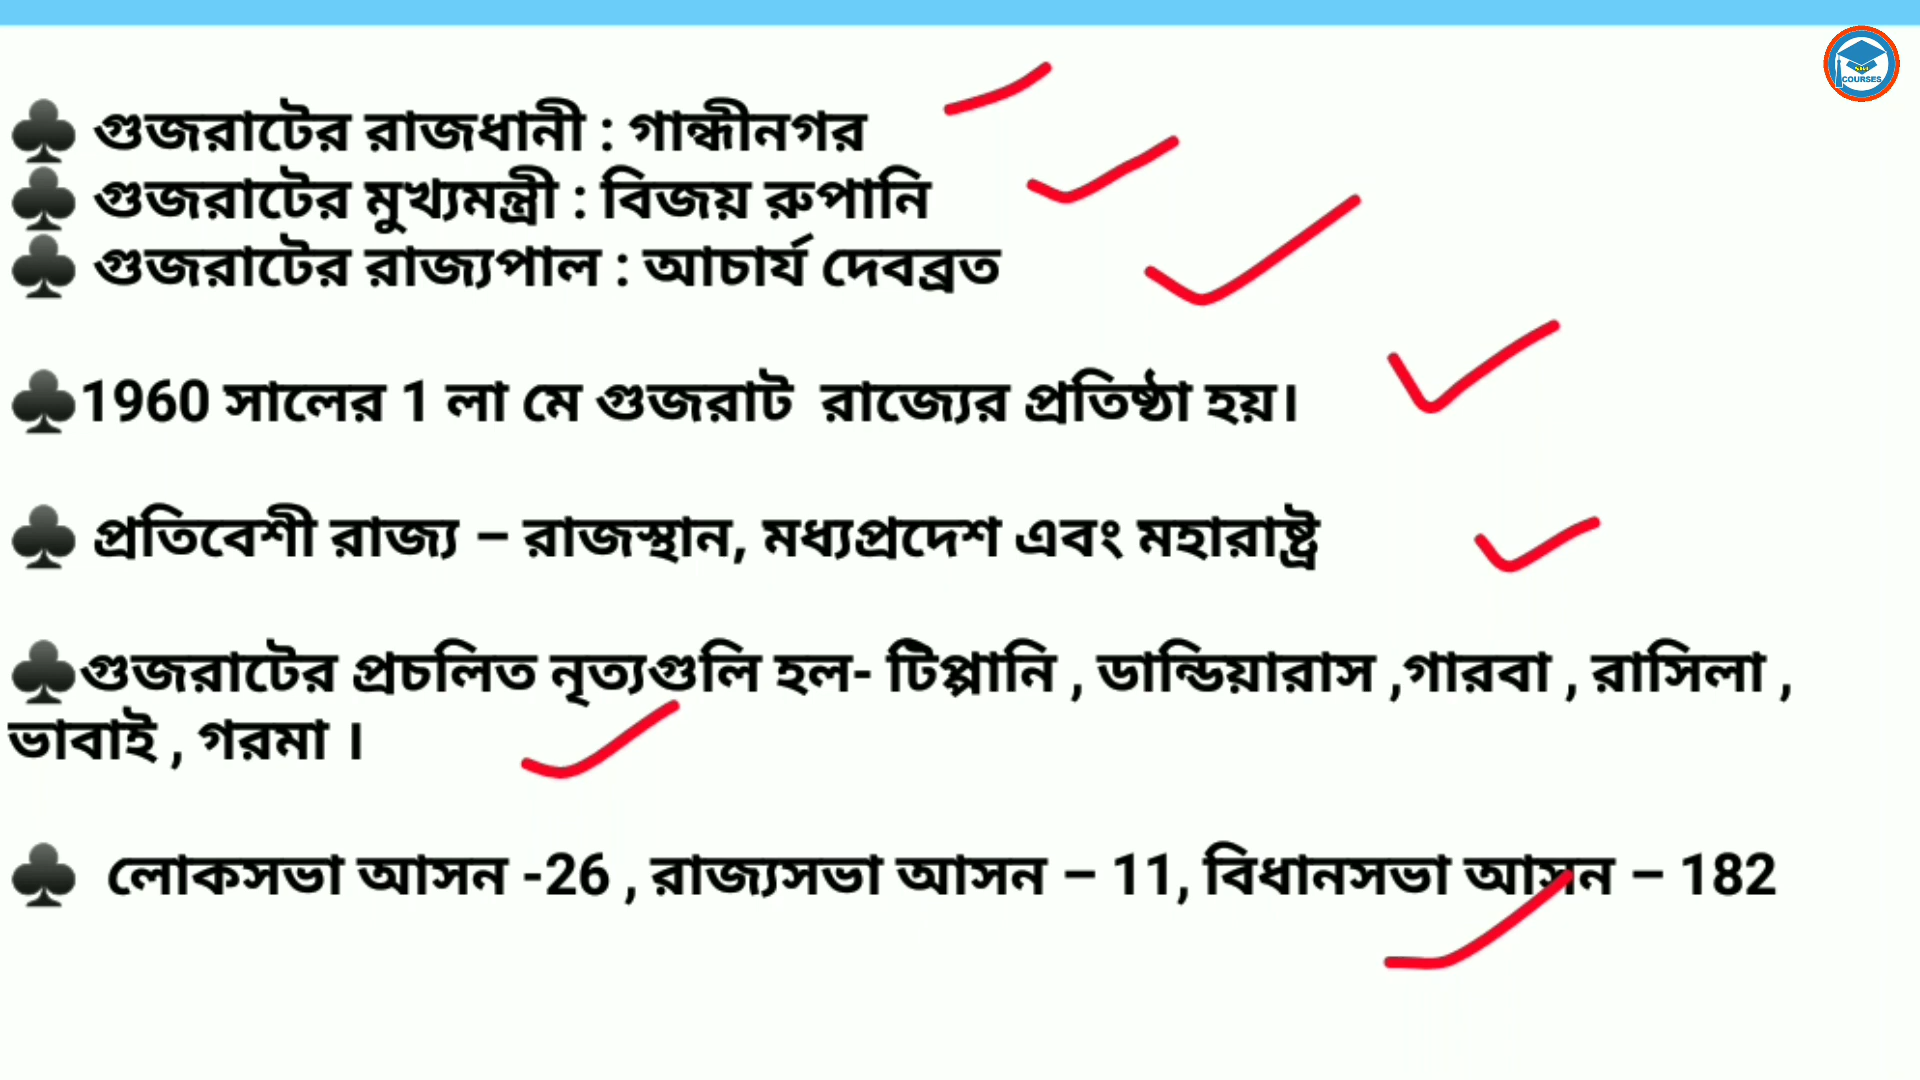 ♣ গুজরাটের রাজধানী : গান্ধীনগর
♣ গুজরাটের মুখ্যমন্ত্রী : বিজয় রুপানি
♣ গুজরাটের রাজ্যপাল : আচার্য দেবব্রত
♣1960 সালের 1 লা মে গুজরাট রাজ্যের প্রতিষ্ঠা হয়।
♣ প্রতিবেশী রাজ্য – রাজস্থান, মধ্যপ্রদেশ এবং মহারাষ্ট্র
♣গুজরাটের প্রচলিত নৃত্যগুলি হল- টিপ্পানি , ডান্ডিয়ারাস ,গারবা , রাসিলা ,
ভাবাই , গরমা ।
♣ লোকসভা আসন -26 , রাজ্যসভা আসন – 11, বিধানসভা আসন – 182
COURSES